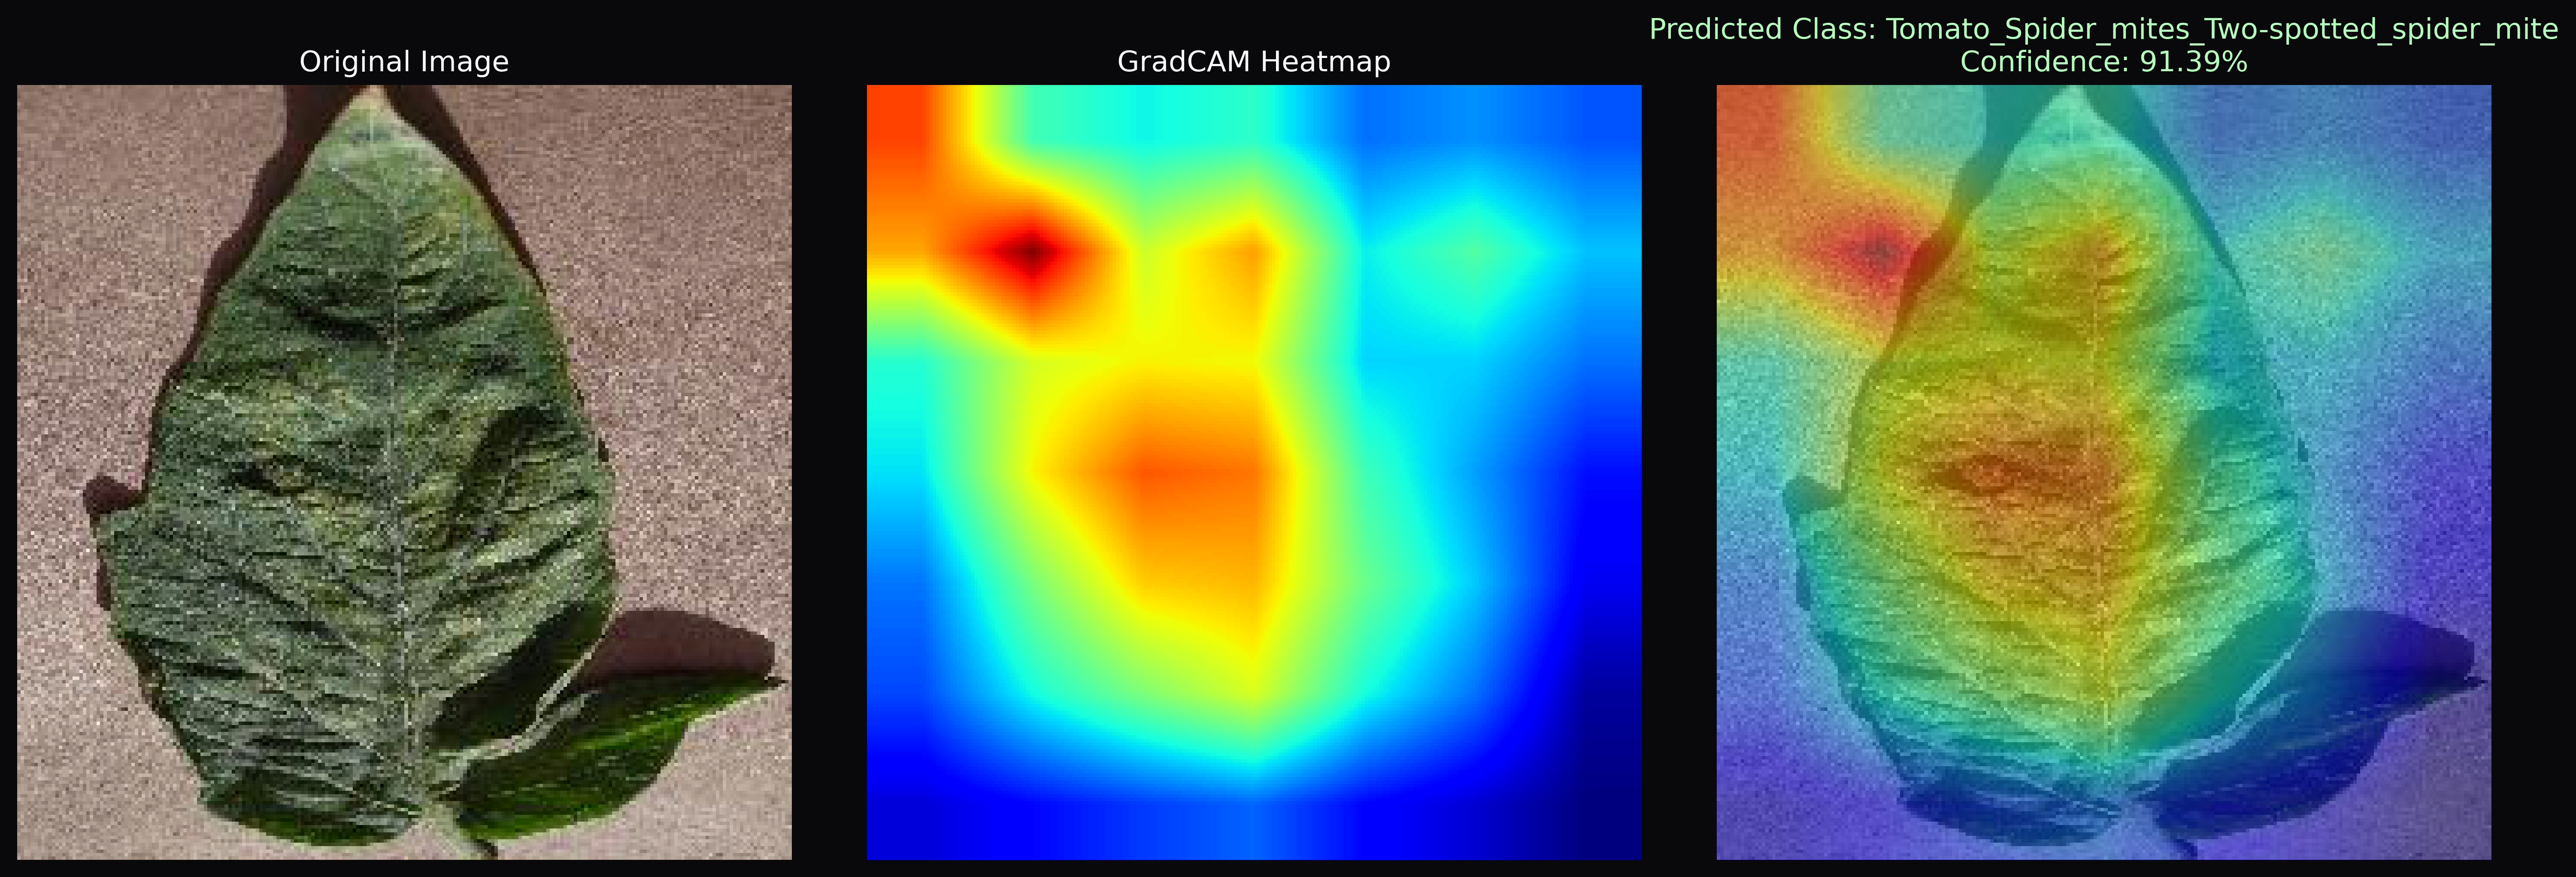 Original Image
GradCAM Heatmap
Predicted Class: Tomato_Spider_mites_Two-spotted_spider_mite
Confidence: 91.39%